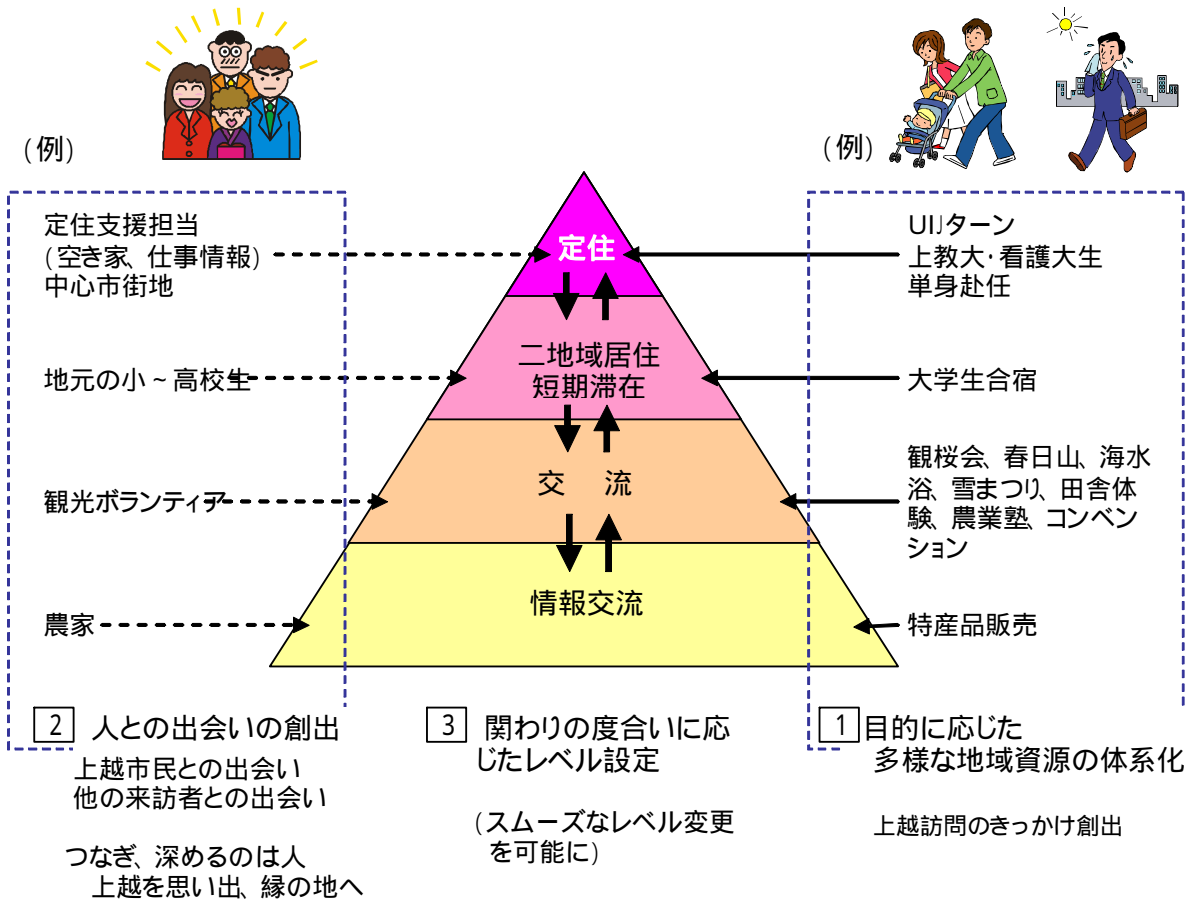 (例)
定住支援担当
(空き家、仕事情報)
中心市街地
地元の小～高校生
観光ボランティア
農家
定住
二地域居住
短期滞在
交 流
情報交流
(例)
UIJターン
上教大・看護大生
単身赴任
大学生合宿
観桜会、春日山、海水
浴、雪まつり、田舎体
験、農業塾、コンベン
ション
特産品販売
2 人との出会いの創出
上越市民との出会い
他の来訪者との出会い
つなぎ、深めるのは人
上越を思い出、縁の地へ
3 関わりの度合いに応
じたレベル設定
(スムーズなレベル変更
を可能に)
1 目的に応じた
多様な地域資源の体系化
上越訪問のきっかけ創出